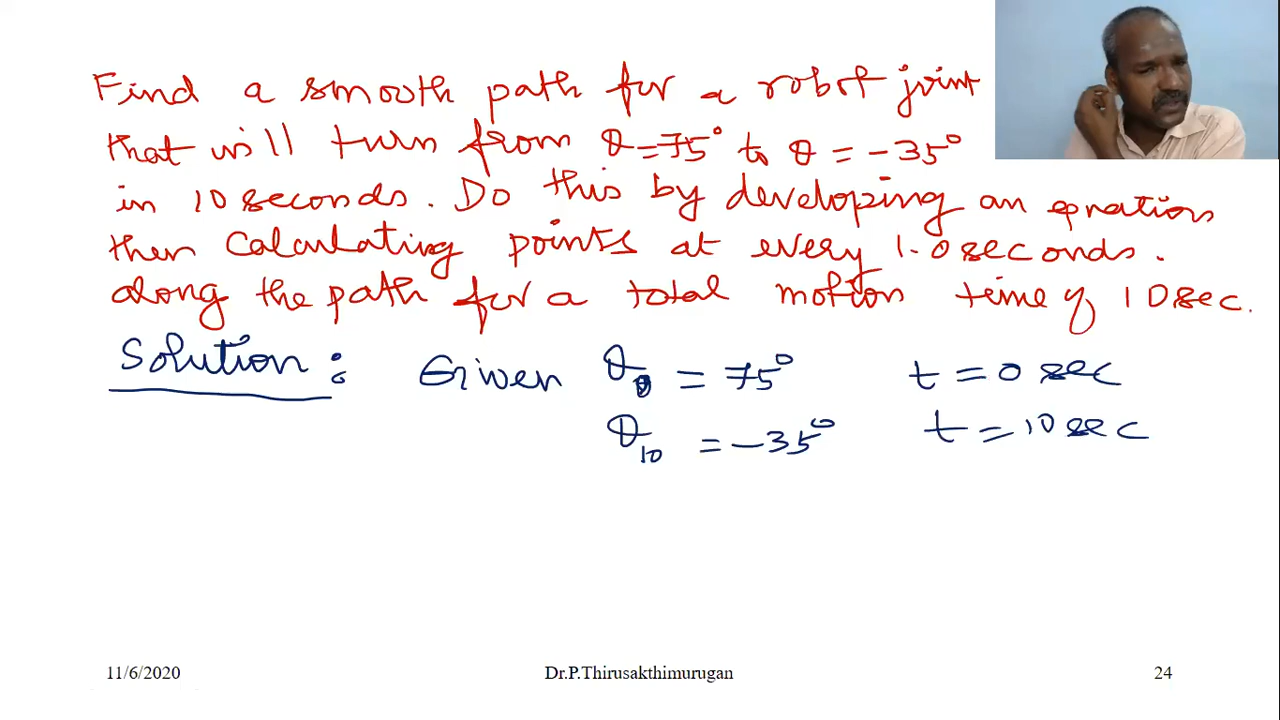 Find a smooth path for a robot joint
that will turn from θ = 75° to θ = -35°
in 10 seconds. Do this by developing an equation
then calculating points at every 1.0 seconds.
along the path for a total motion time of 10 sec.
Solution: Given θ₀ = 75° t = 0 sec
θ₁₀ = -35° t = 10 sec
11/6/2020 Dr.P.Thirusakthimurugan 24